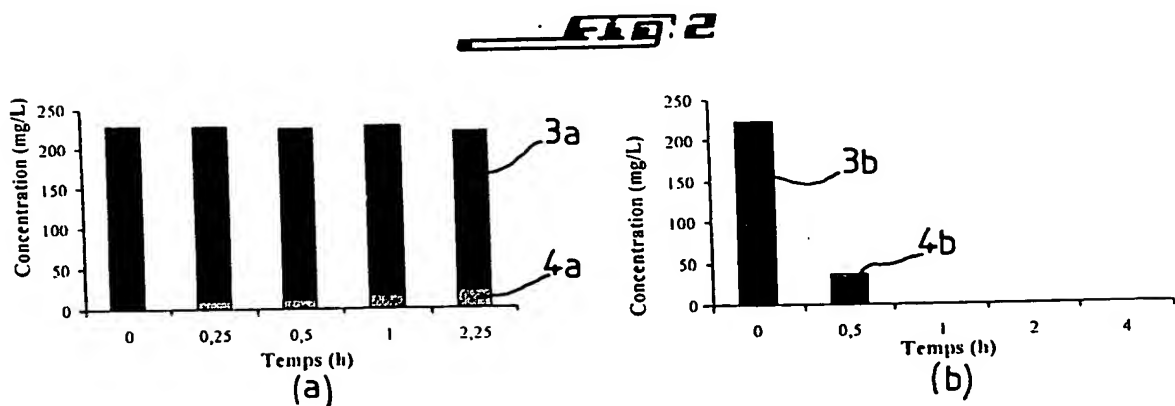 Fig. 2
Concentration (mg/L)
250
200
150
100
50
0
0 0,25 0,5 1 2,25
Temps (h)
3a
4a
(a)
Concentration (mg/L)
250
200
150
100
50
0
0 0,5 1 2 4
Temps (h)
3b
4b
(b)